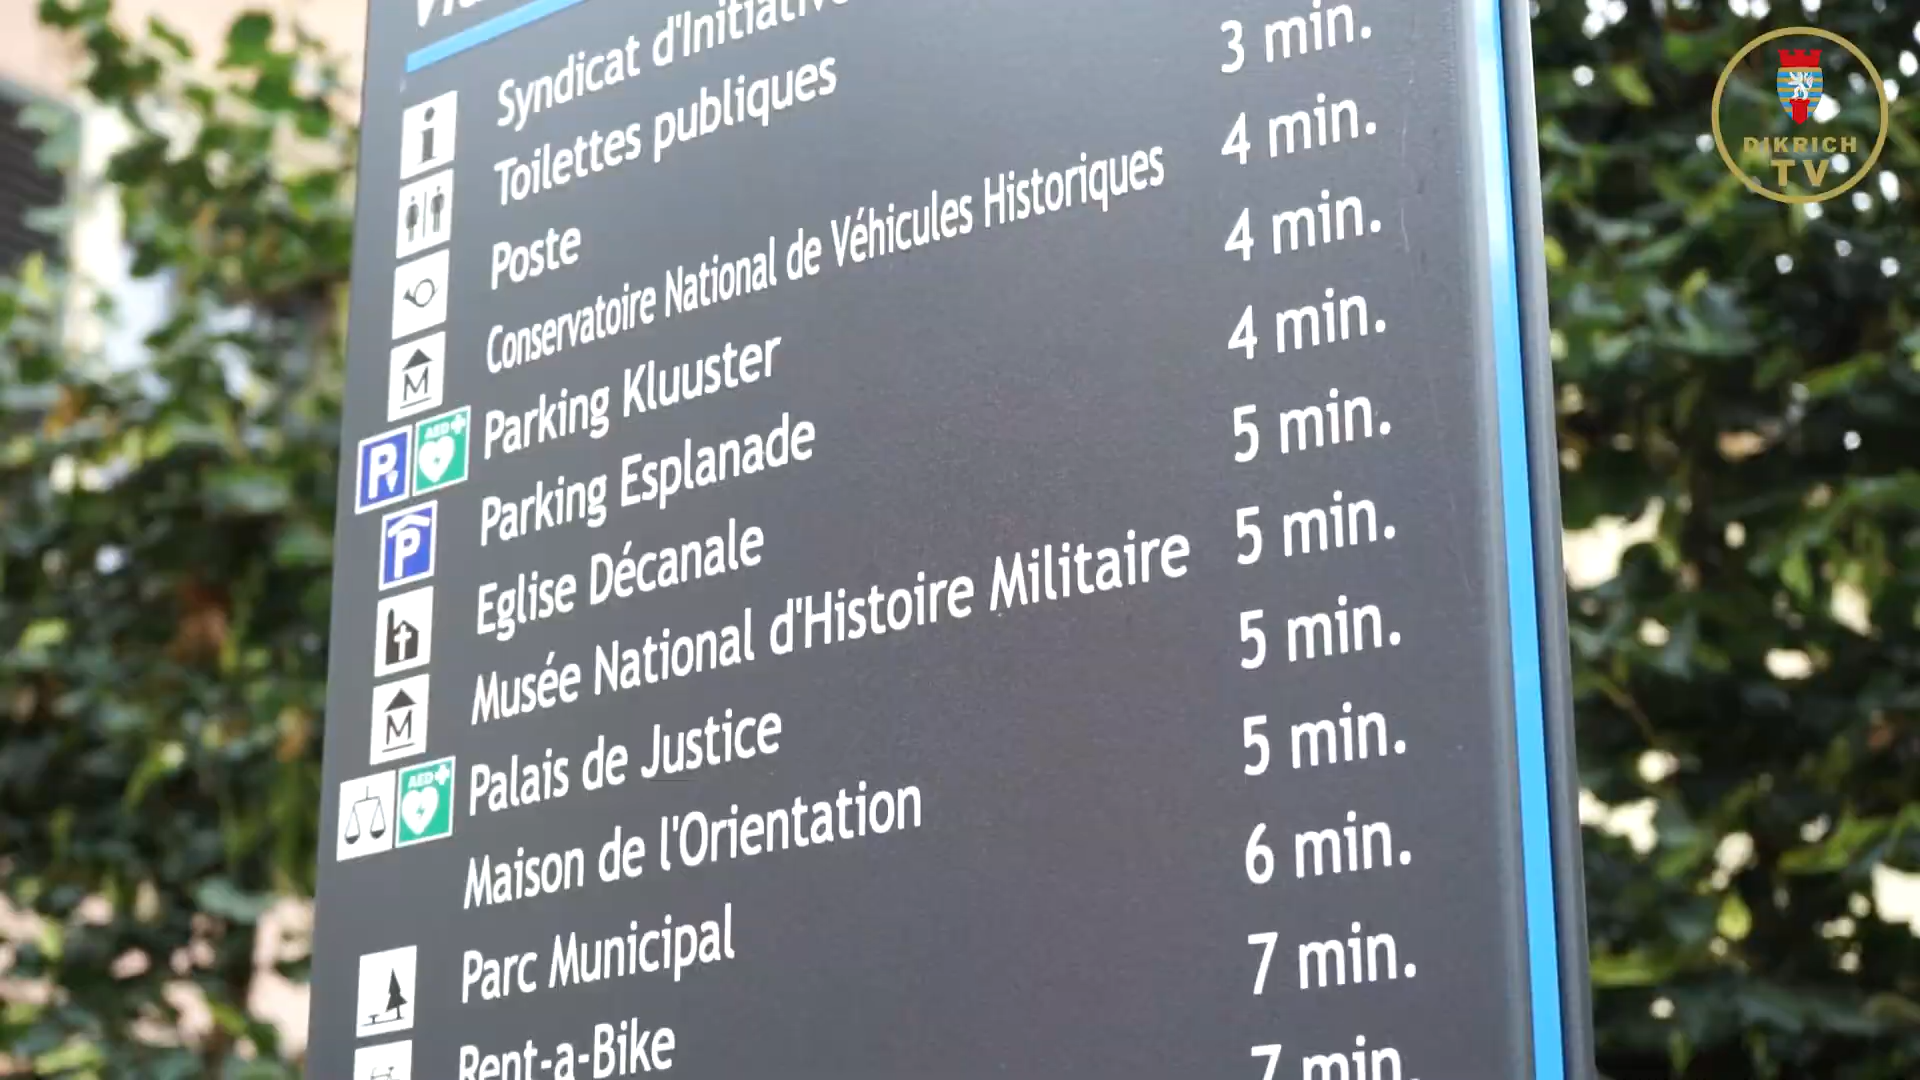 Syndicat d'Initiative
Toilettes publiques
Poste 3 min.
Conservatoire National de Véhicules Historiques 4 min.
Parking Kluuster 4 min.
Parking Esplanade 4 min.
Eglise Décanale 5 min.
Musée National d'Histoire Militaire 5 min.
Palais de Justice 5 min.
Maison de l'Orientation 5 min.
Parc Municipal 6 min.
Rent-a-Bike 7 min.
7 min.
i
M
P
AED
P
M
AED
DIKRICH
TV